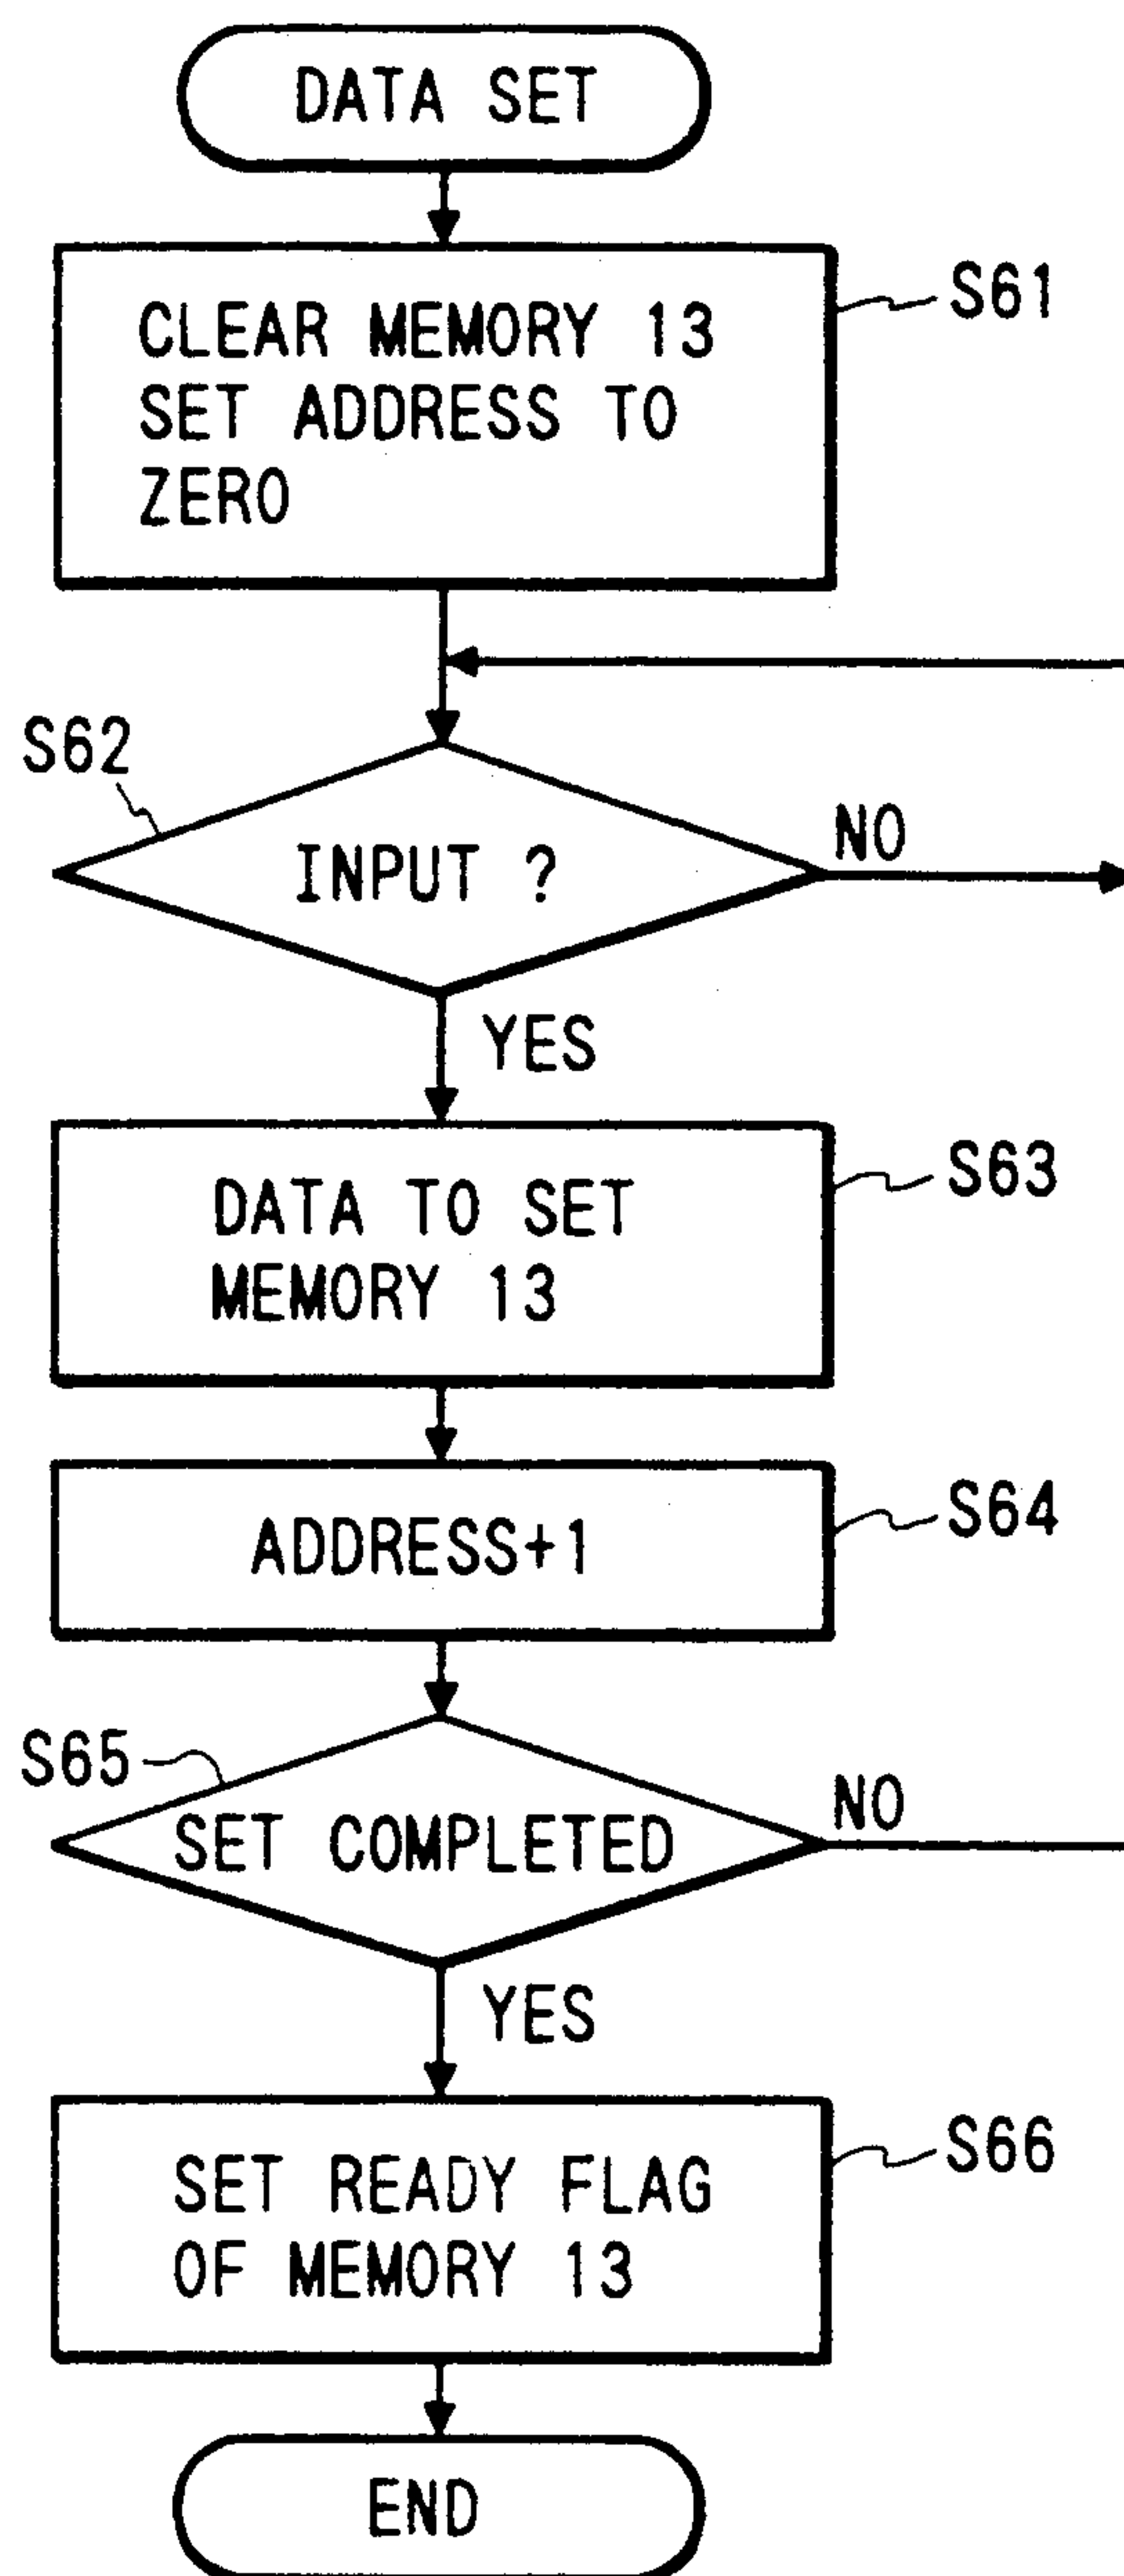 DATA SET
CLEAR MEMORY 13
SET ADDRESS TO
ZERO
S61
S62
INPUT ?
NO
YES
DATA TO SET
MEMORY 13
S63
ADDRESS+1
S64
S65
SET COMPLETED
NO
YES
SET READY FLAG
OF MEMORY 13
S66
END